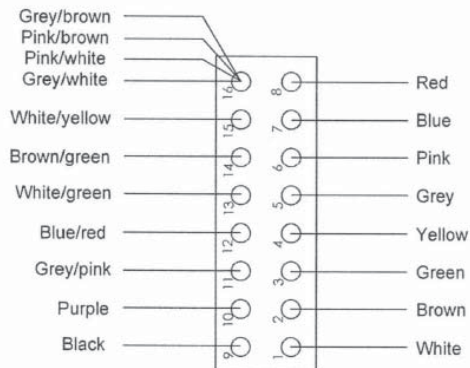 Grey/brown
Pink/brown
Pink/white
Grey/white
16
8
Red
White/yellow
15
7
Blue
Brown/green
14
6
Pink
White/green
13
5
Grey
Blue/red
12
4
Yellow
Grey/pink
11
3
Green
Purple
10
2
Brown
Black
9
1
White